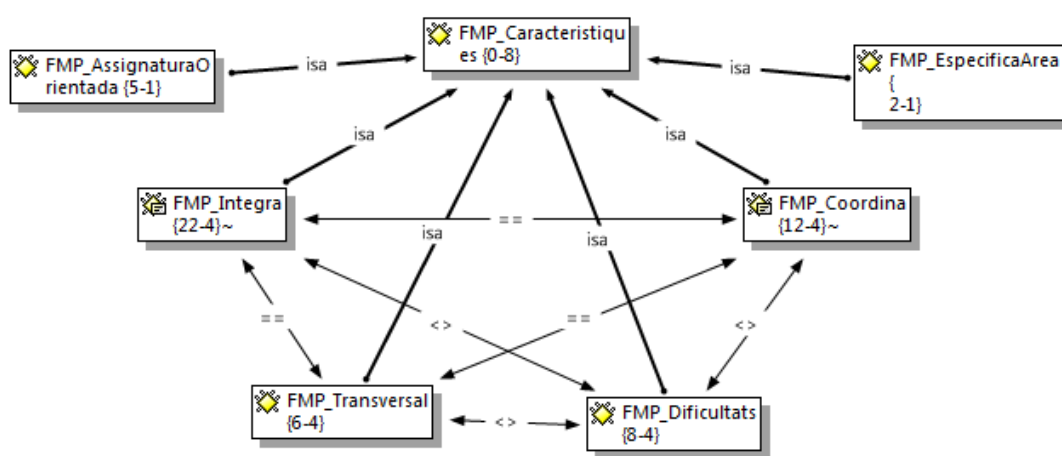 FMP_Caracteristiqu
es {0-8}
FMP_AssignaturaO
rientada {5-1}
FMP_EspecificaArea
{
2-1}
isa
isa
isa
isa
FMP_Integra
{22-4}~
FMP_Coordina
{12-4}~
==
isa
isa
==
<>
==
<>
FMP_Transversal
{6-4}
<>
FMP_Dificultats
{8-4}